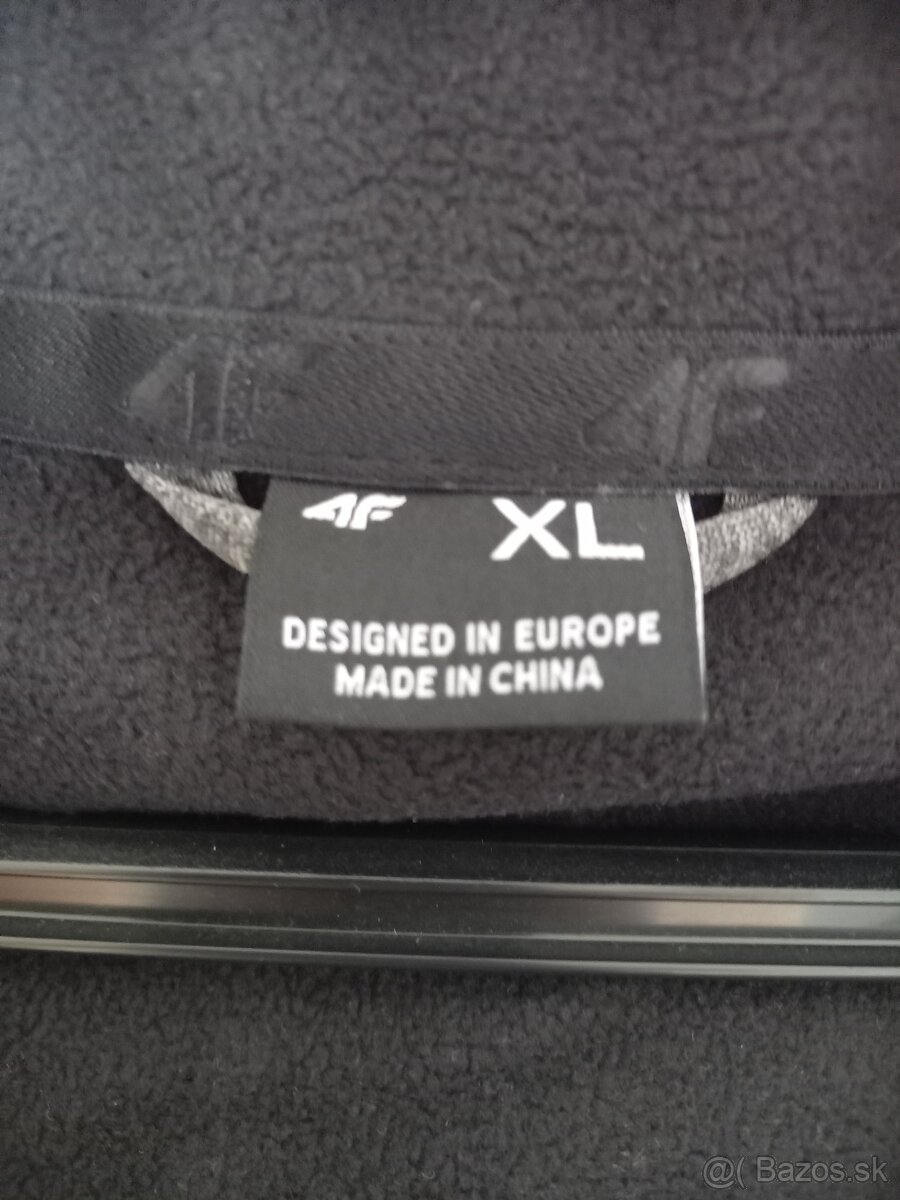 4F 4F
4F XL
DESIGNED IN EUROPE
MADE IN CHINA
@( Bazos.sk